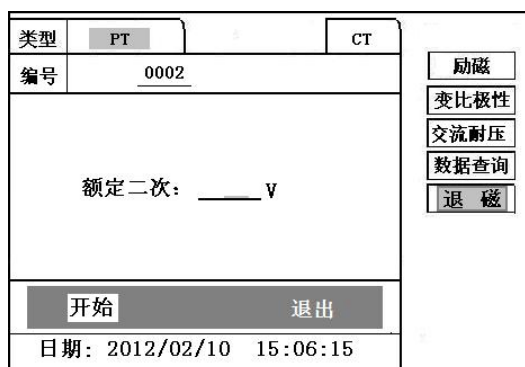 类型 PT CT
编号 0002
额定二次: V
开始 退出
日期: 2012/02/10 15:06:15
励磁
变比极性
交流耐压
数据查询
退 磁